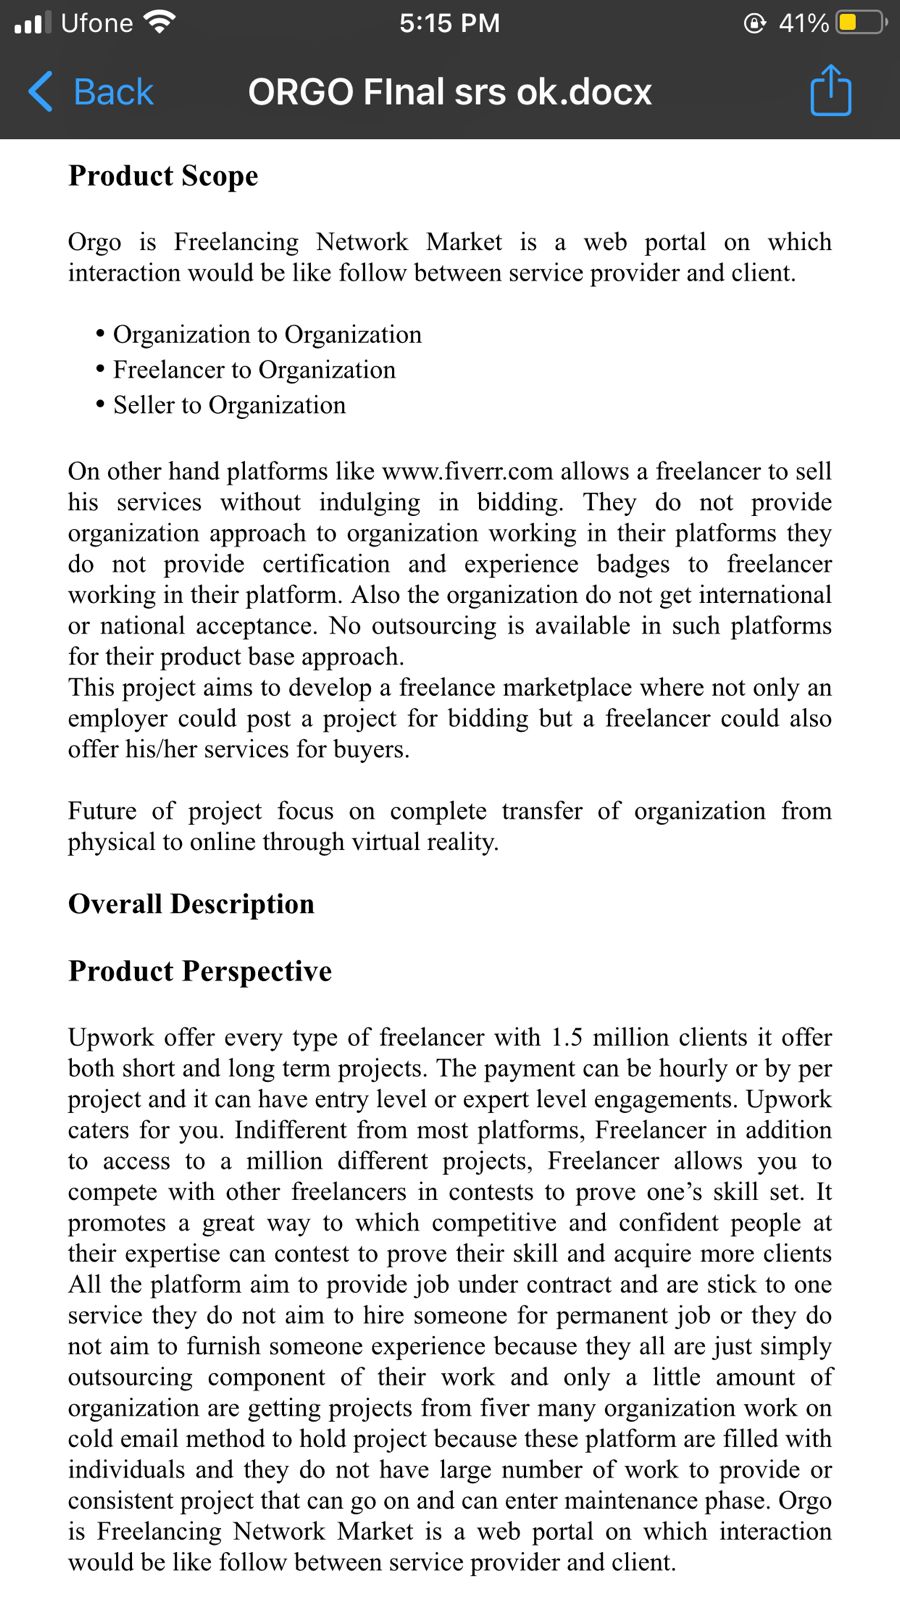 Ufone 5:15 PM 41%
Back ORGO FInal srs ok.docx
Product Scope
Orgo is Freelancing Network Market is a web portal on which
interaction would be like follow between service provider and client.
• Organization to Organization
• Freelancer to Organization
• Seller to Organization
On other hand platforms like www.fiverr.com allows a freelancer to sell
his services without indulging in bidding. They do not provide
organization approach to organization working in their platforms they
do not provide certification and experience badges to freelancer
working in their platform. Also the organization do not get international
or national acceptance. No outsourcing is available in such platforms
for their product base approach.
This project aims to develop a freelance marketplace where not only an
employer could post a project for bidding but a freelancer could also
offer his/her services for buyers.
Future of project focus on complete transfer of organization from
physical to online through virtual reality.
Overall Description
Product Perspective
Upwork offer every type of freelancer with 1.5 million clients it offer
both short and long term projects. The payment can be hourly or by per
project and it can have entry level or expert level engagements. Upwork
caters for you. Indifferent from most platforms, Freelancer in addition
to access to a million different projects, Freelancer allows you to
compete with other freelancers in contests to prove one’s skill set. It
promotes a great way to which competitive and confident people at
their expertise can contest to prove their skill and acquire more clients
All the platform aim to provide job under contract and are stick to one
service they do not aim to hire someone for permanent job or they do
not aim to furnish someone experience because they all are just simply
outsourcing component of their work and only a little amount of
organization are getting projects from fiver many organization work on
cold email method to hold project because these platform are filled with
individuals and they do not have large number of work to provide or
consistent project that can go on and can enter maintenance phase. Orgo
is Freelancing Network Market is a web portal on which interaction
would be like follow between service provider and client.